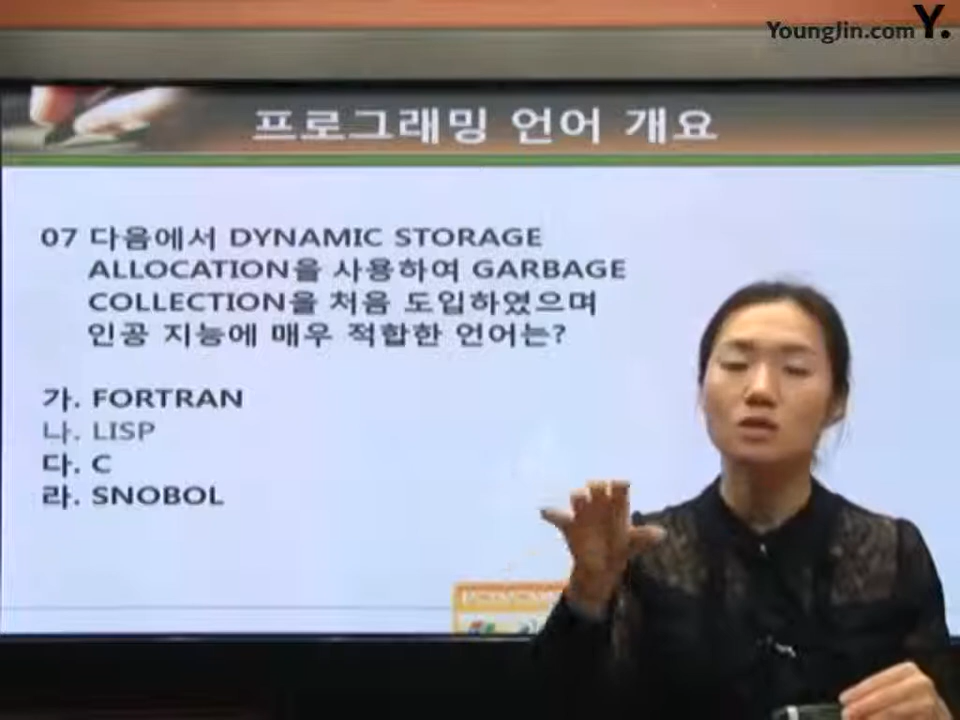 YoungJin.com Y.
프로그래밍 언어 개요
07 다음에서 DYNAMIC STORAGE
ALLOCATION을 사용하여 GARBAGE
COLLECTION을 처음 도입하였으며
인공 지능에 매우 적합한 언어는?
가. FORTRAN
나. LISP
다. C
라. SNOBOL